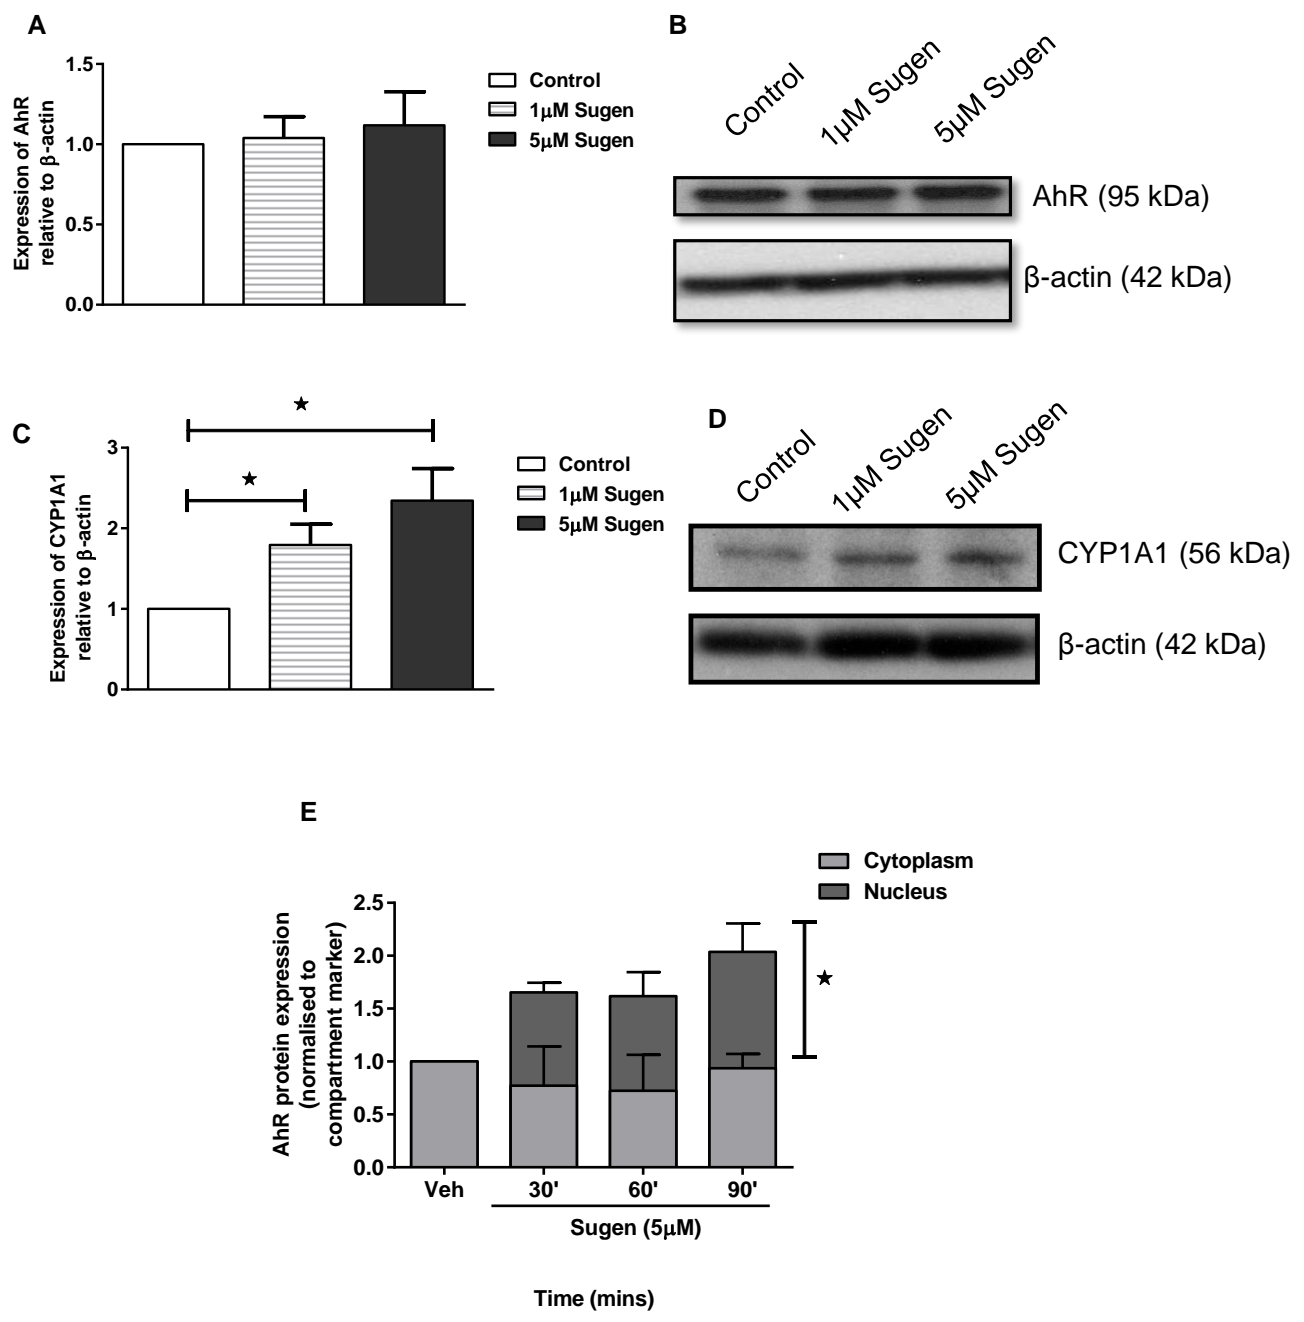 A
1.5
1.0
0.5
0.0
Expression of AhR
relative to β-actin
Control
1μM Sugen
5μM Sugen
B
Control
1μM Sugen
5μM Sugen
AhR (95 kDa)
β-actin (42 kDa)
C
3
2
1
0
Expression of CYP1A1
relative to β-actin
Control
1μM Sugen
5μM Sugen
D
Control
1μM Sugen
5μM Sugen
CYP1A1 (56 kDa)
β-actin (42 kDa)
E
Cytoplasm
Nucleus
2.5
2.0
1.5
1.0
0.5
0.0
AhR protein expression
(normalised to
compartment marker)
Veh
30'
60'
90'
Sugen (5μM)
Time (mins)